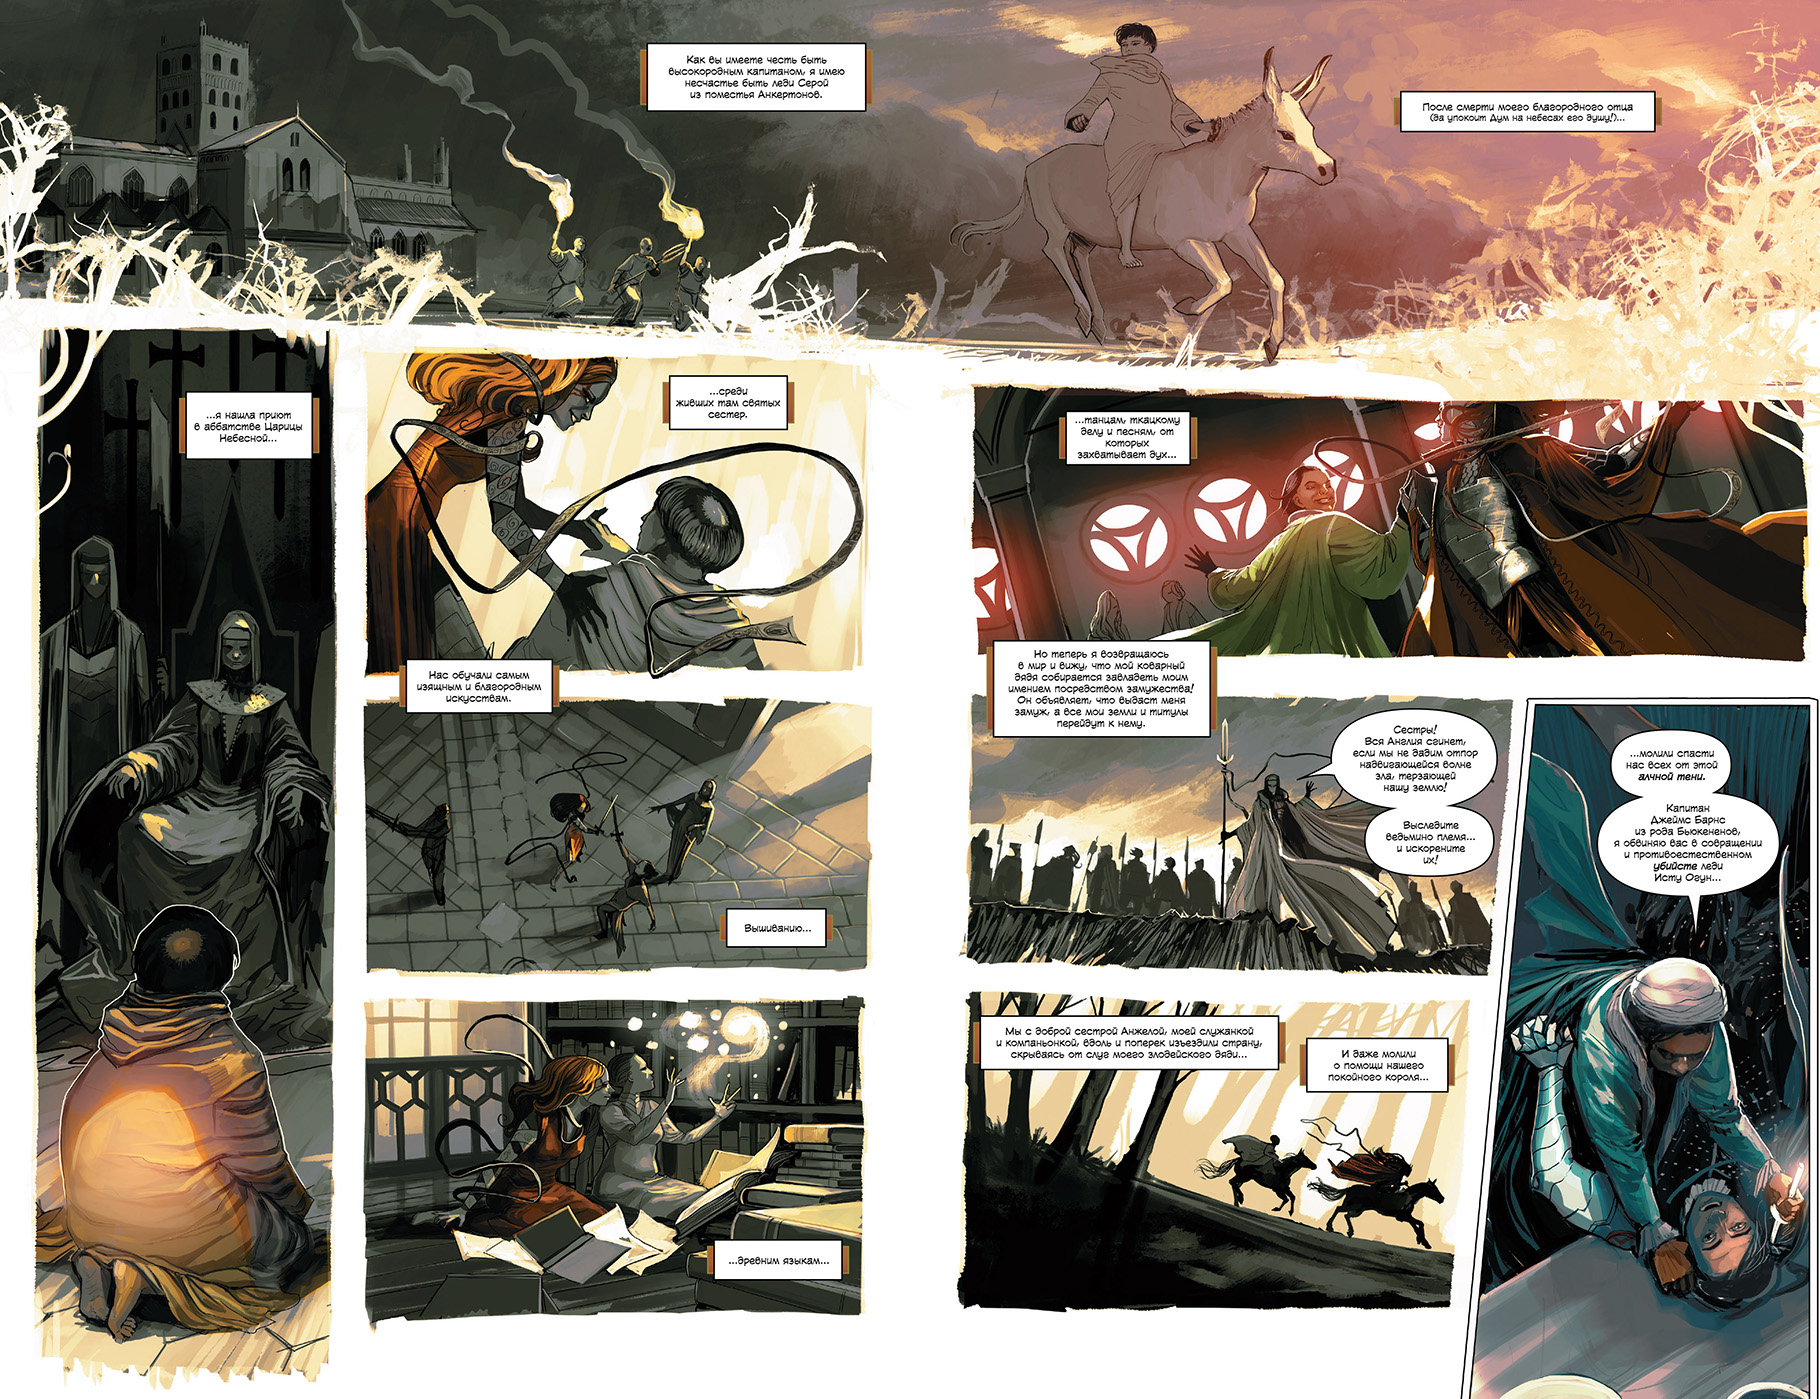 Как вы имеете честь быть
высокородным капитаном, я имею
несчастье быть леди Серой
из поместья Анкертонов.
После смерти моего благородного отца
(да упокоит Дум на небесах его душу!)...
...я нашла приют
в аббатстве Царицы
Небесной...
...среди
живших там святых
сестер.
Нас обучали самым
изящным и благородным
искусствам.
Вышиванию...
...древним языкам...
...танцам, ткацкому
делу и песням, от
которых
захватывает дух...
Но теперь я возвращаюсь
в мир и вижу, что мой коварный
дядя собирается завладеть моим
имением посредством замужества!
Он объявляет, что выдаст меня
замуж, а все мои земли и титулы
перейдут к нему.
Сестры!
Вся Англия сгинет,
если мы не дадим отпор
надвигающейся волне
зла, терзающей
нашу землю!
Выследите
ведьмино племя...
и искорените
их!
Мы с доброй сестрой Анжелой, моей служанкой
и компаньонкой, вдоль и поперек изъездили страну,
скрываясь от слуг моего злодейского дяди...
И даже молили
о помощи нашего
покойного короля...
...молили спасти
нас всех от этой
алчной тени.
Капитан
Джеймс Барнс
из рода Бьюкененов,
я обвиняю вас в совращении
и противоестественном
убийсте леди
Исту Огун...